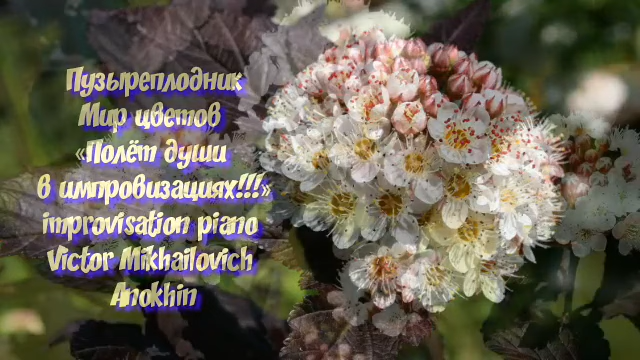 Пузыреплодник
Мир цветов
«Полёт души
в импровизациях!!!»
improvisation piano
Victor Mikhailovich
Anokhin